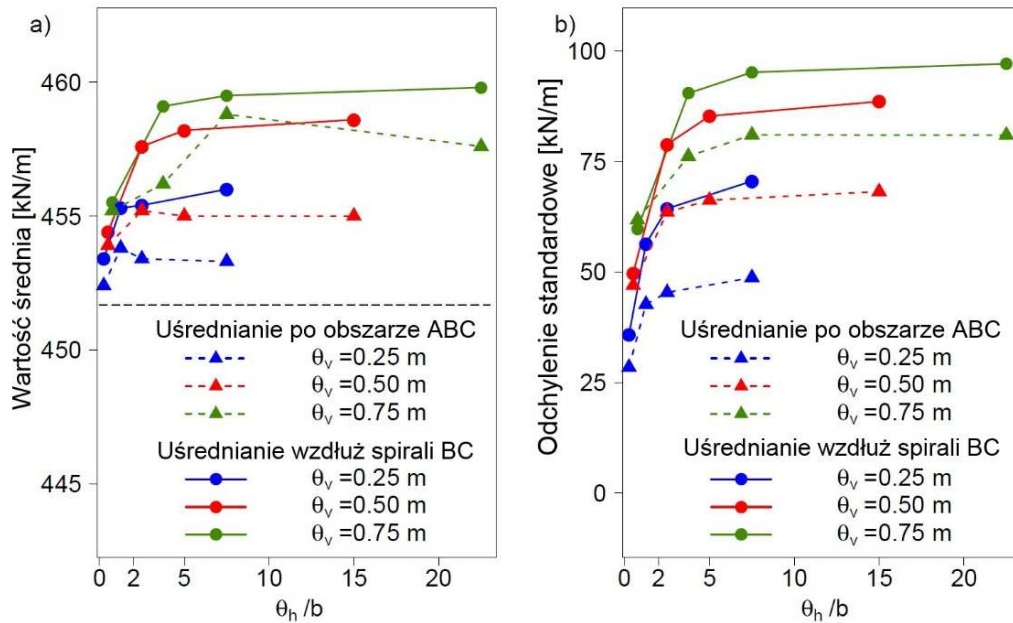 a)
Wartość średnia [kN/m]
460
455
450
445
Uśrednianie po obszarze ABC
θv =0.25 m
θv =0.50 m
θv =0.75 m
Uśrednianie wzdłuż spirali BC
θv =0.25 m
θv =0.50 m
θv =0.75 m
0 2 5 10 15 20
θh /b
b)
Odchylenie standardowe [kN/m]
100
75
50
25
0
Uśrednianie po obszarze ABC
θv =0.25 m
θv =0.50 m
θv =0.75 m
Uśrednianie wzdłuż spirali BC
θv =0.25 m
θv =0.50 m
θv =0.75 m
0 2 5 10 15 20
θh /b